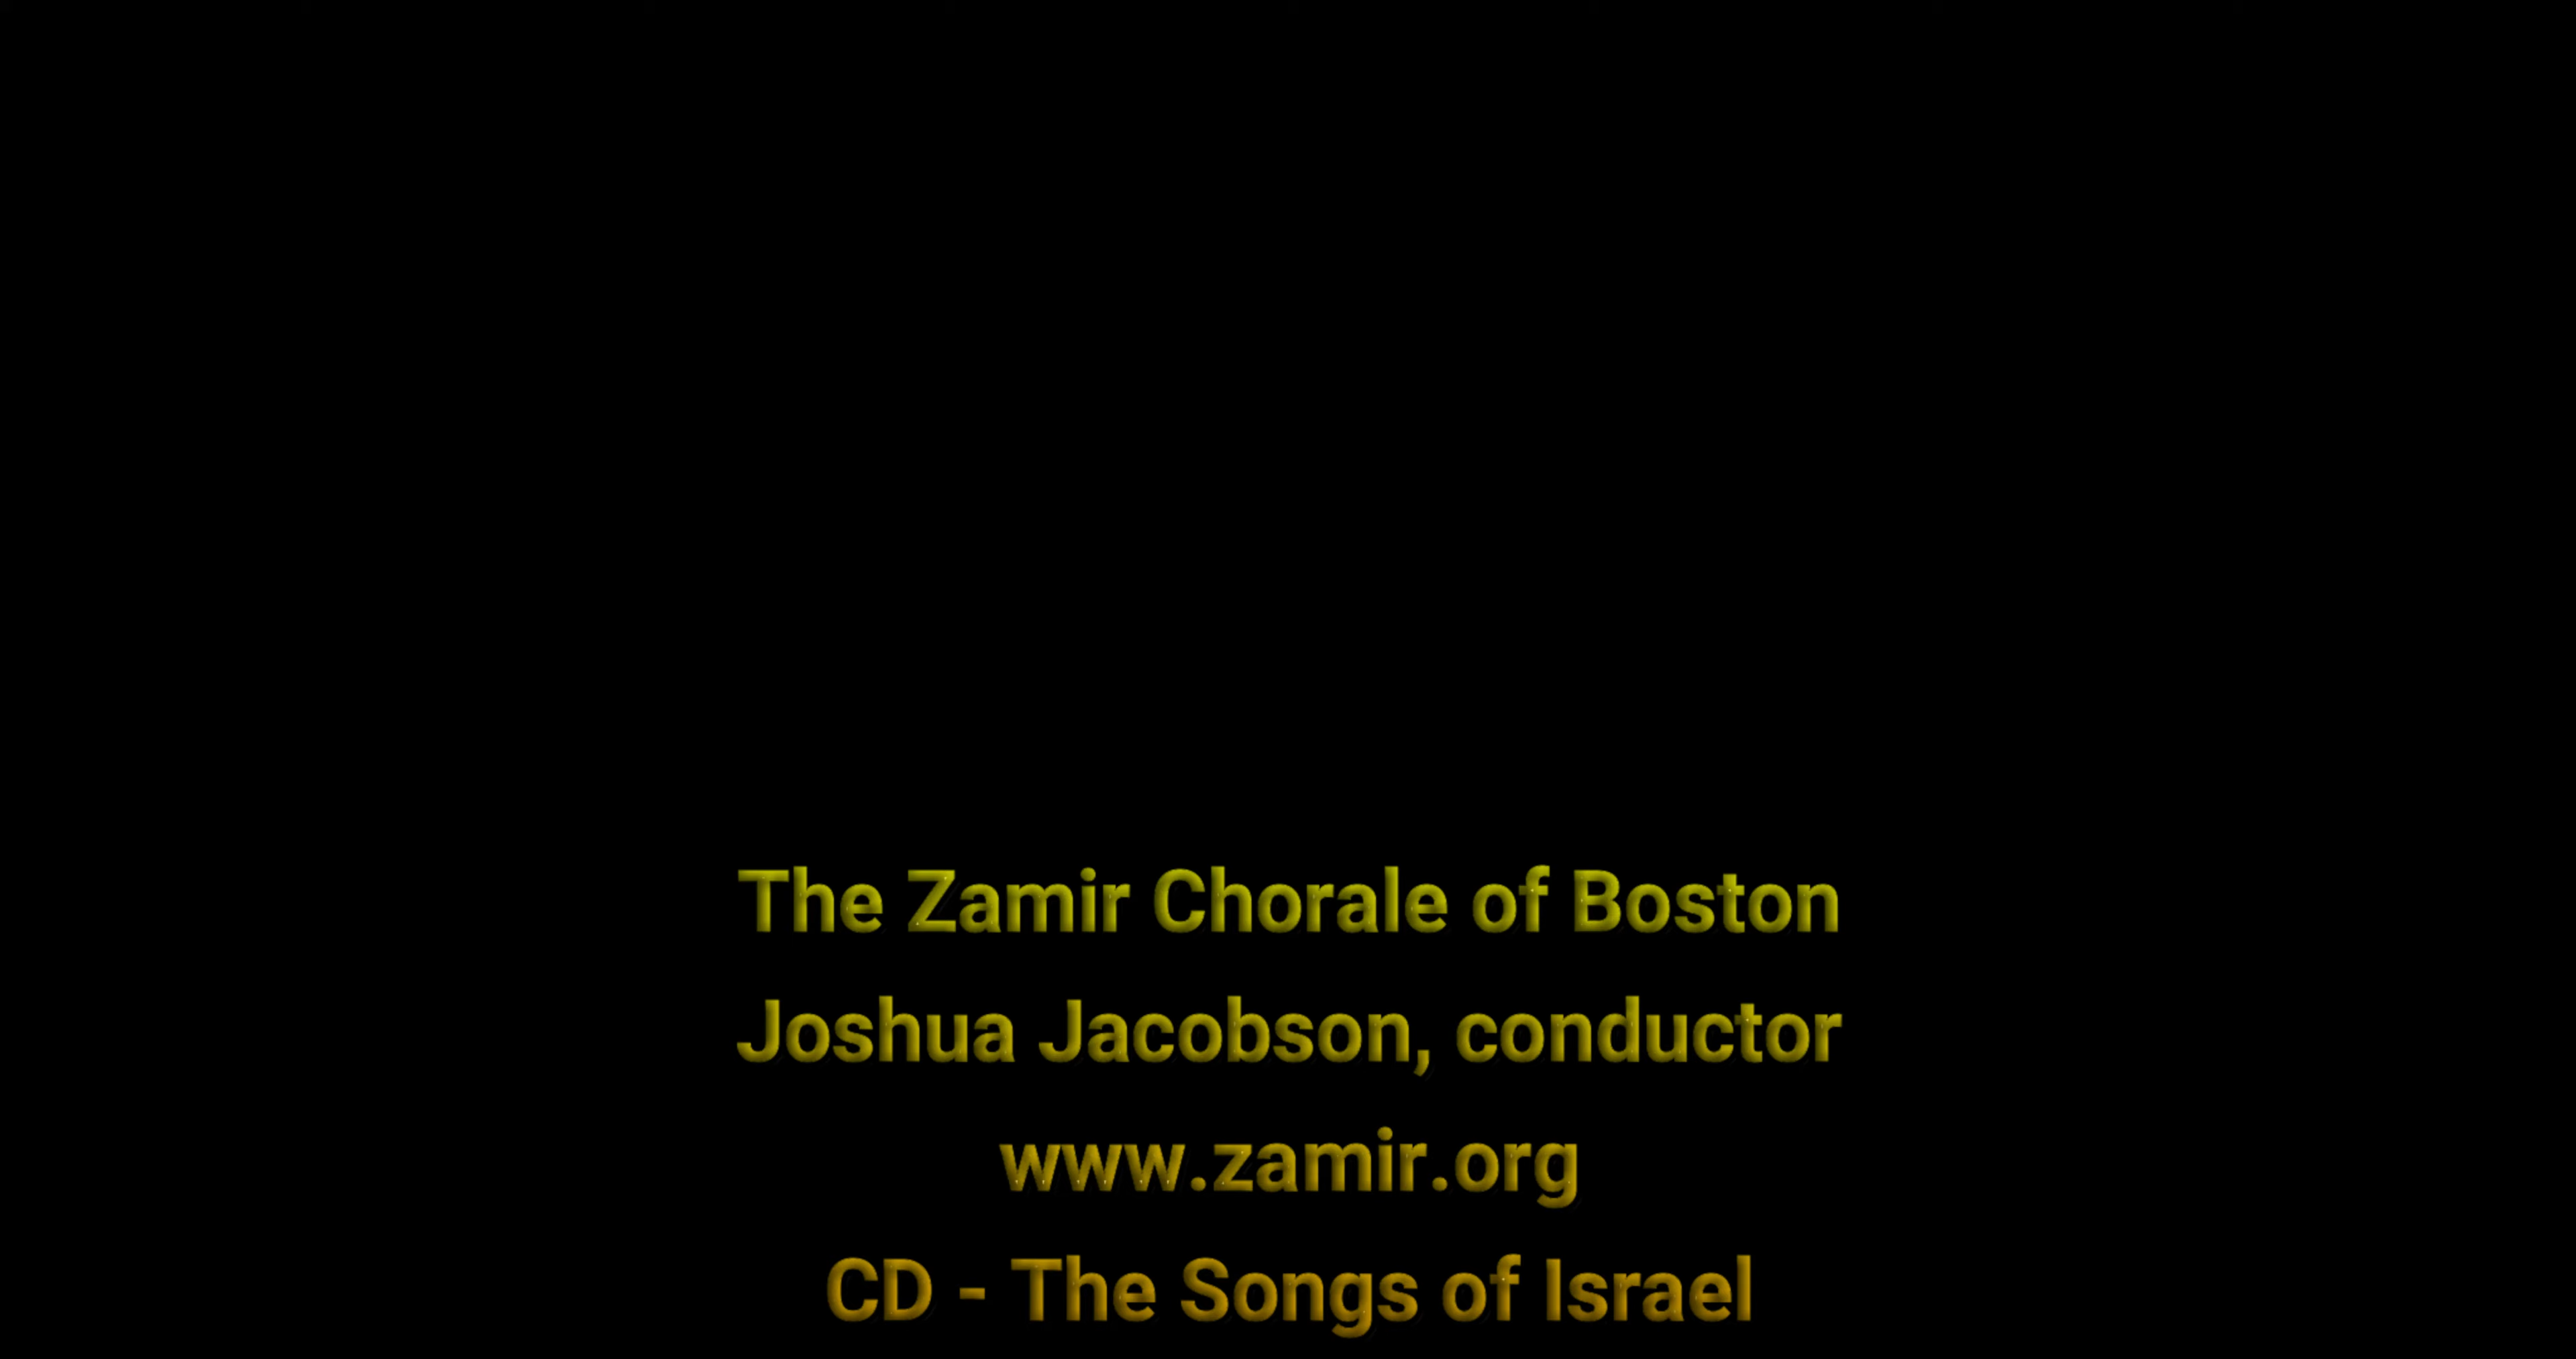 The Zamir Chorale of Boston
Joshua Jacobson, conductor
www.zamir.org
CD - The Songs of Israel